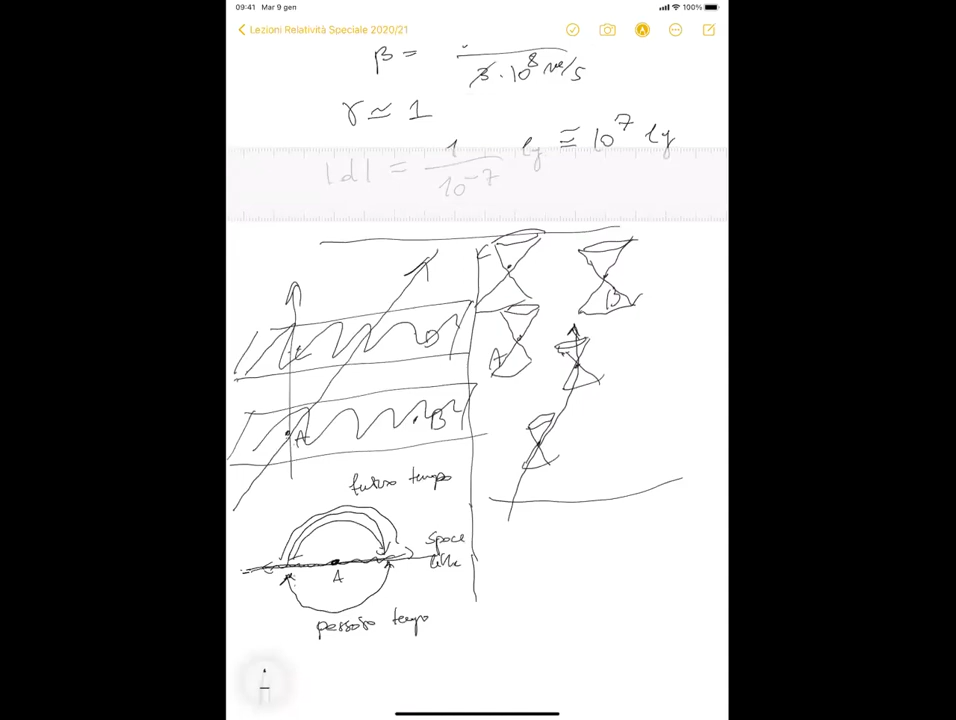 09:41 Mar 9 gen
100%
Lezioni Relatività Speciale 2020/21
β =
3·10⁸ m/s
γ ≃ 1
|d| = 1/10⁻⁷ ly ≅ 10⁷ ly
B
A
A
B
futuro tempo
space
like
A
passato tempo